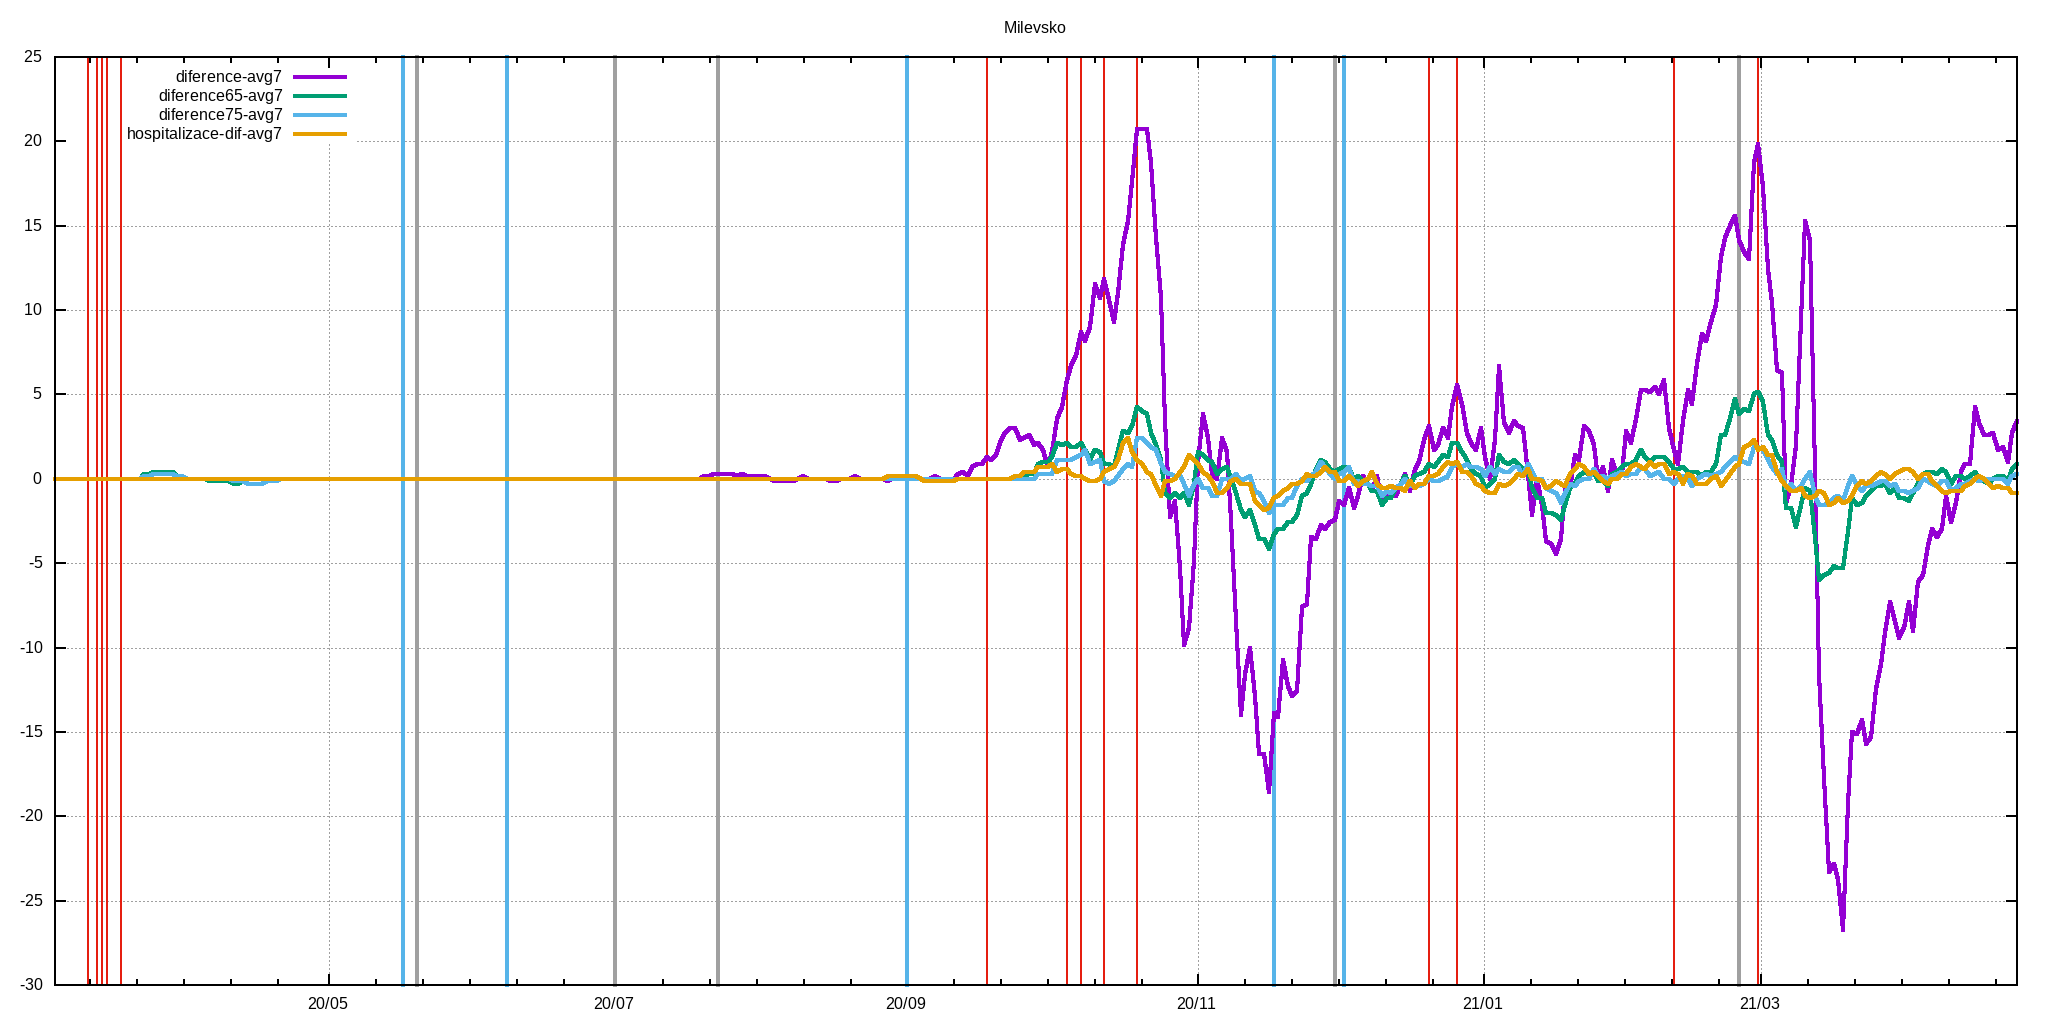 Milevsko
25
diference-avg7
diference65-avg7
diference75-avg7
hospitalizace-dif-avg7
20
15
10
5
0
-5
-10
-15
-20
-25
-30
20/05 20/07 20/09 20/11 21/01 21/03